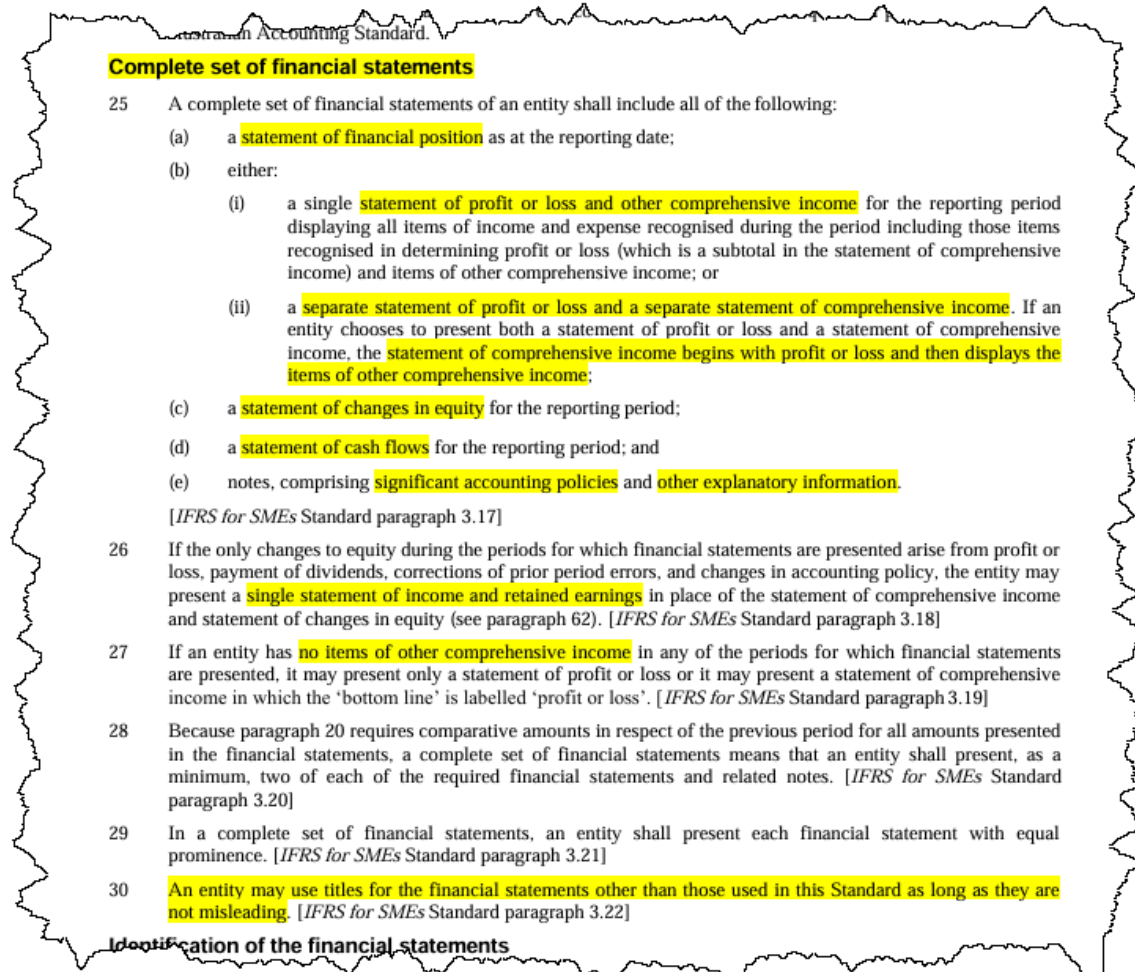 Accounting Standard.
Complete set of financial statements
25 A complete set of financial statements of an entity shall include all of the following:
(a) a statement of financial position as at the reporting date;
(b) either:
(i) a single statement of profit or loss and other comprehensive income for the reporting period
displaying all items of income and expense recognised during the period including those items
recognised in determining profit or loss (which is a subtotal in the statement of comprehensive
income) and items of other comprehensive income; or
(ii) a separate statement of profit or loss and a separate statement of comprehensive income. If an
entity chooses to present both a statement of profit or loss and a statement of comprehensive
income, the statement of comprehensive income begins with profit or loss and then displays the
items of other comprehensive income;
(c) a statement of changes in equity for the reporting period;
(d) a statement of cash flows for the reporting period; and
(e) notes, comprising significant accounting policies and other explanatory information.
[IFRS for SMEs Standard paragraph 3.17]
26 If the only changes to equity during the periods for which financial statements are presented arise from profit or
loss, payment of dividends, corrections of prior period errors, and changes in accounting policy, the entity may
present a single statement of income and retained earnings in place of the statement of comprehensive income
and statement of changes in equity (see paragraph 62). [IFRS for SMEs Standard paragraph 3.18]
27 If an entity has no items of other comprehensive income in any of the periods for which financial statements
are presented, it may present only a statement of profit or loss or it may present a statement of comprehensive
income in which the ‘bottom line’ is labelled ‘profit or loss’. [IFRS for SMEs Standard paragraph 3.19]
28 Because paragraph 20 requires comparative amounts in respect of the previous period for all amounts presented
in the financial statements, a complete set of financial statements means that an entity shall present, as a
minimum, two of each of the required financial statements and related notes. [IFRS for SMEs Standard
paragraph 3.20]
29 In a complete set of financial statements, an entity shall present each financial statement with equal
prominence. [IFRS for SMEs Standard paragraph 3.21]
30 An entity may use titles for the financial statements other than those used in this Standard as long as they are
not misleading. [IFRS for SMEs Standard paragraph 3.22]
Identification of the financial statements